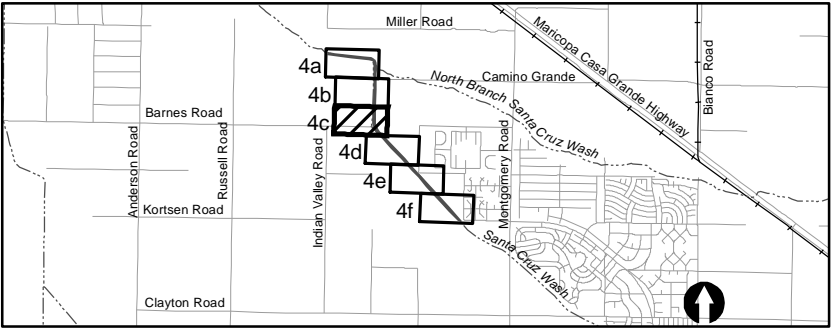 Miller Road
Maricopa Casa Grande Highway
Bianco Road
4a
North Branch Santa Cruz Wash
Camino Grande
4b
Barnes Road
4c
Anderson Road
Russell Road
Indian Valley Road
4d
Montgomery Road
4e
Kortsen Road
4f
Santa Cruz Wash
Clayton Road